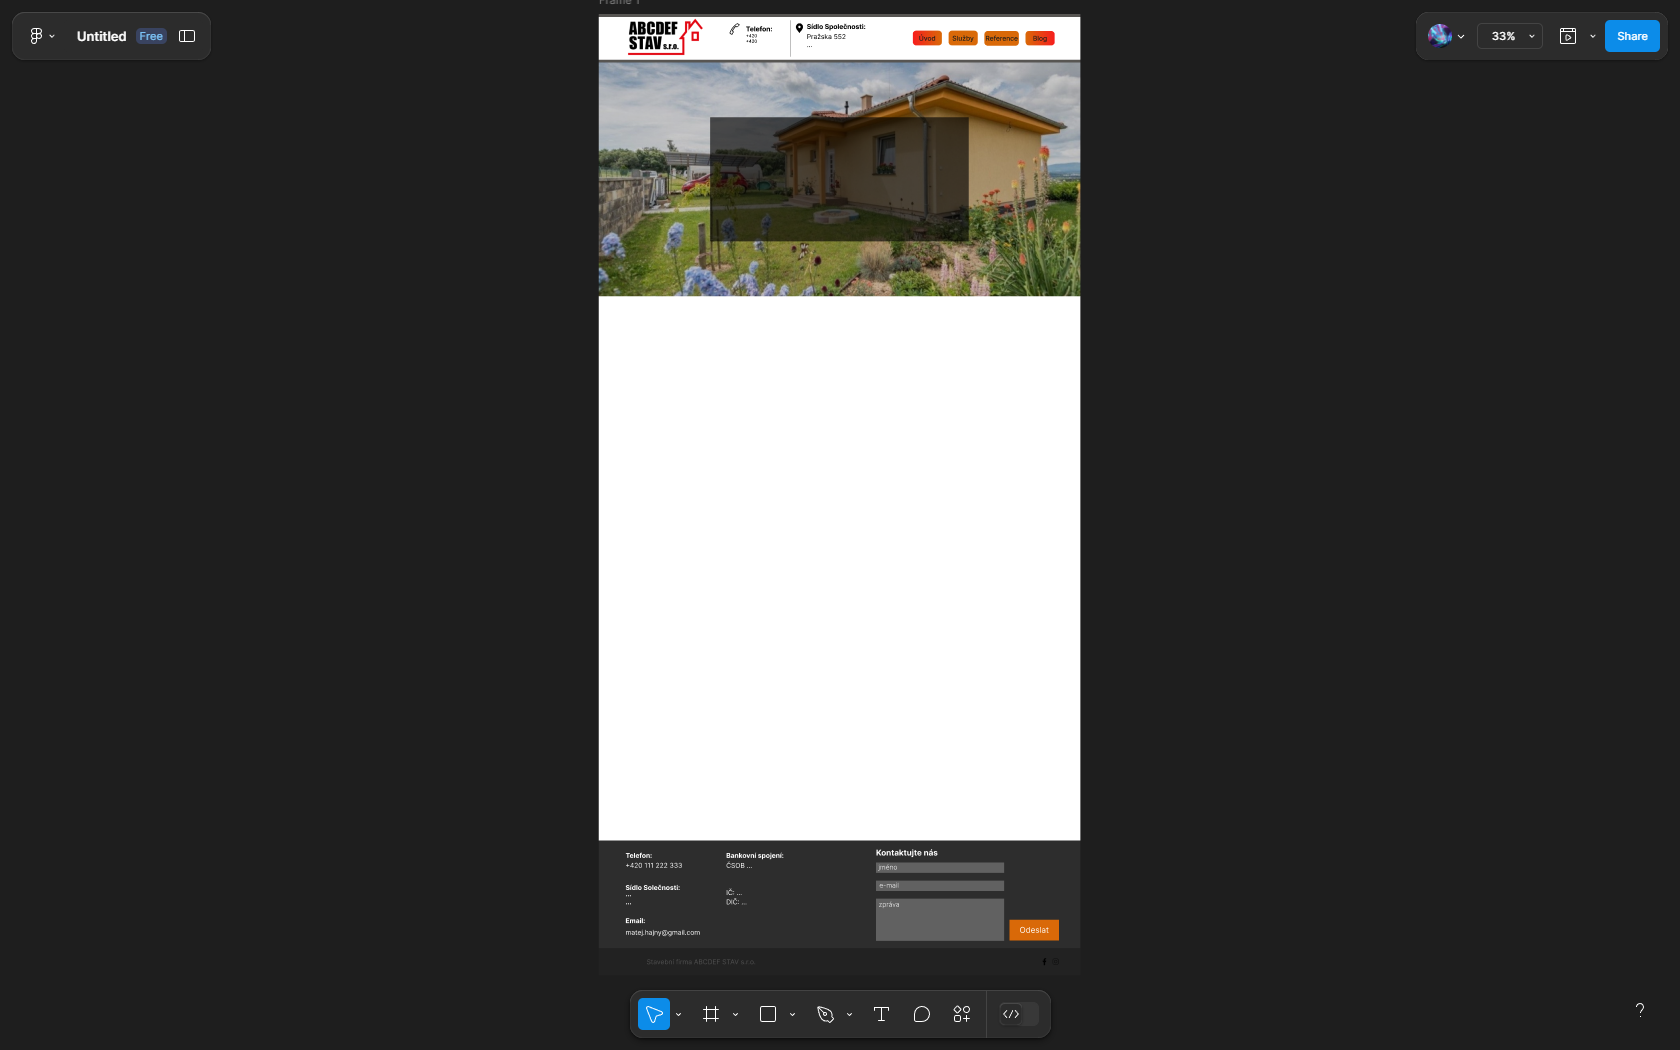 Frame 1
Untitled
Free
33%
Share
ABCDEF
STAV s.r.o.
Telefon:
+420
+420
Sídlo Společnosti:
Pražska 552
...
Úvod
Služby
Reference
Blog
Telefon:
+420 111 222 333
Sídlo Solečnosti:
...
...
Email:
matej.hajny@gmail.com
Bankovní spojení:
ČSOB ...
IČ: ...
DIČ: ...
Kontaktujte nás
jméno
e-mail
zpráva
Odeslat
Stavební firma ABCDEF STAV s.r.o.